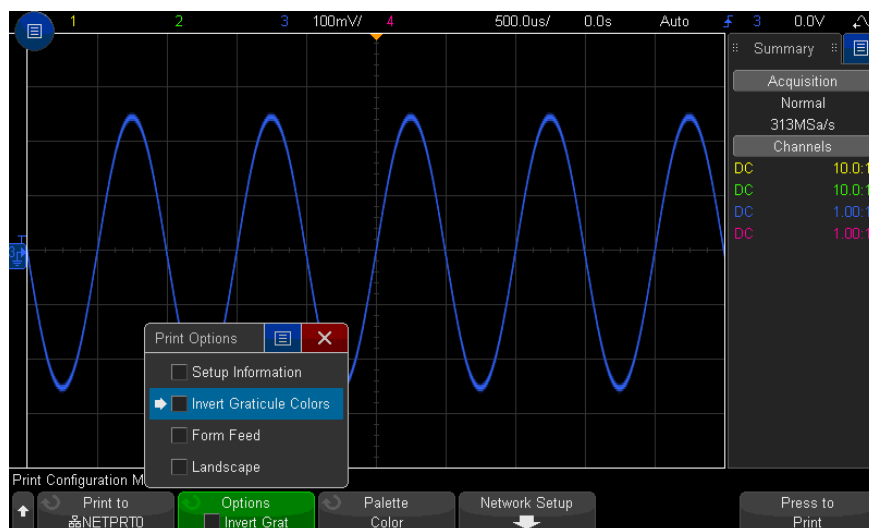 1 2 3 100mV/ 4 500.0us/ 0.0s Auto 3 0.0V
Summary
Acquisition
Normal
313MSa/s
Channels
DC 10.0:1
DC 10.0:1
DC 1.00:1
DC 1.00:1
3
T
Print Options
Setup Information
Invert Graticule Colors
Form Feed
Landscape
Print Configuration M
Print to
NETPRT0
Options
Invert Grat
Palette
Color
Network Setup
Press to
Print